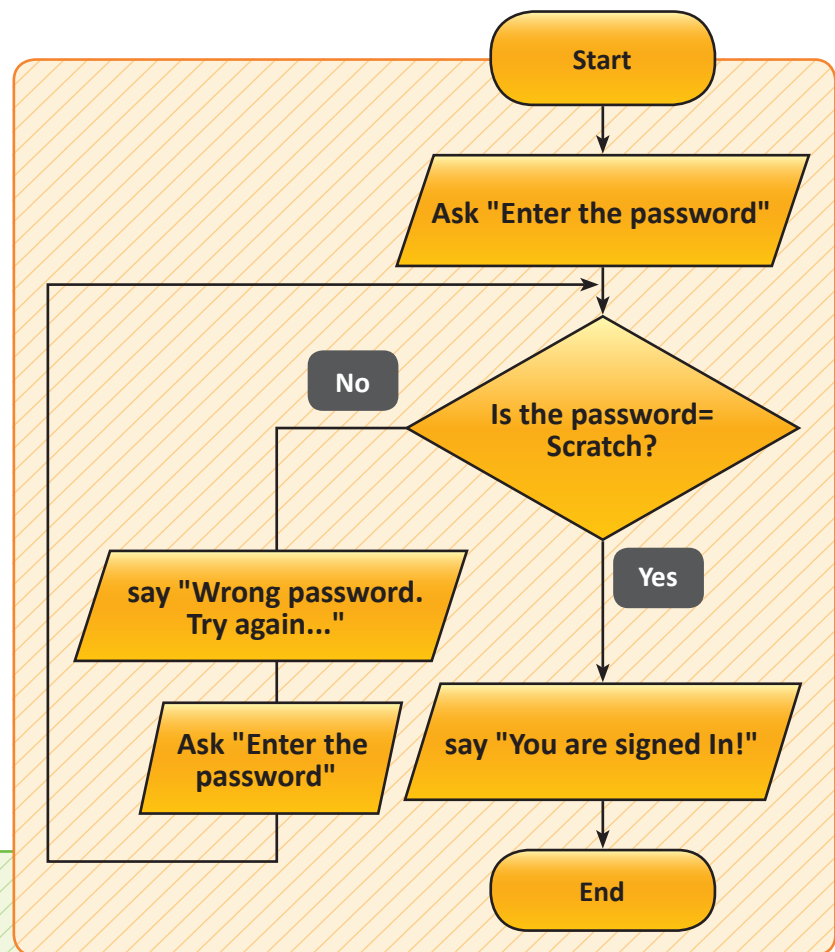 Start
Ask "Enter the password"
No
Is the password=
Scratch?
Yes
say "Wrong password.
Try again..."
Ask "Enter the
password"
say "You are signed In!"
End